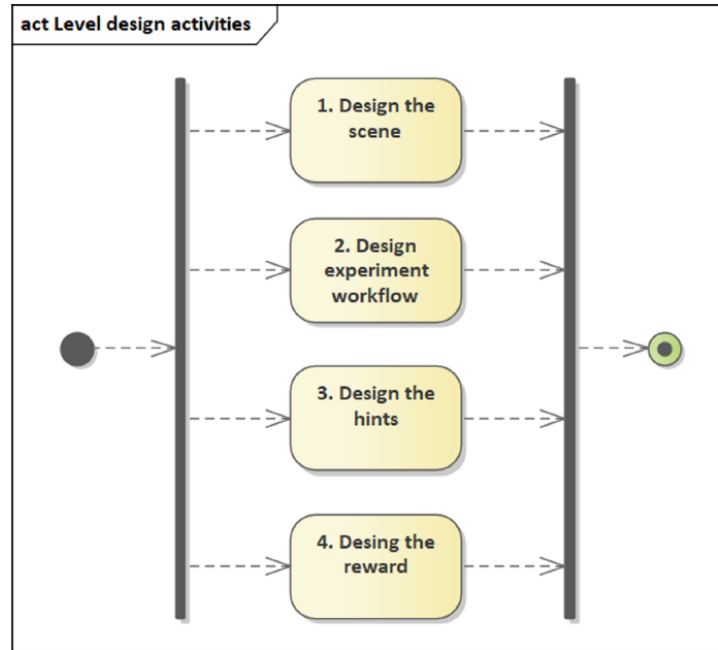 act Level design activities
1. Design the
scene
2. Design
experiment
workflow
3. Design the
hints
4. Desing the
reward